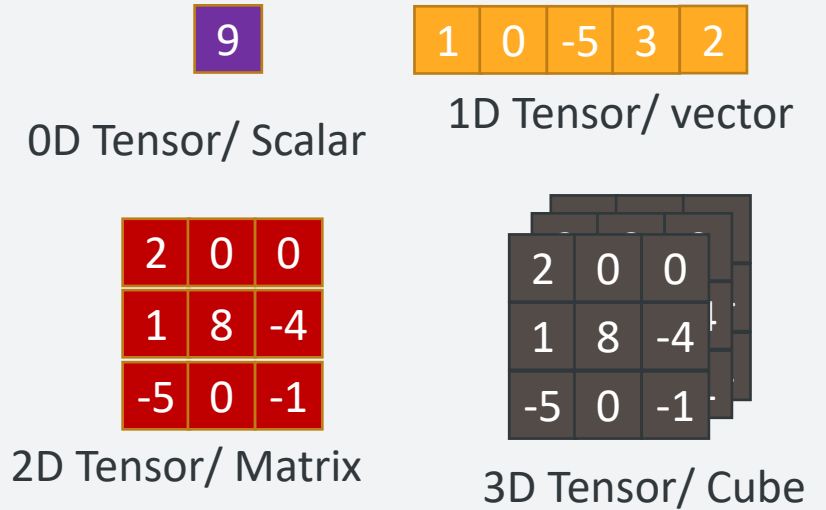 9
1 0 -5 3 2
0D Tensor/ Scalar
1D Tensor/ vector
2 0 0
1 8 -4
-5 0 -1
2D Tensor/ Matrix
2 0 0
1 8 -4
-5 0 -1
3D Tensor/ Cube